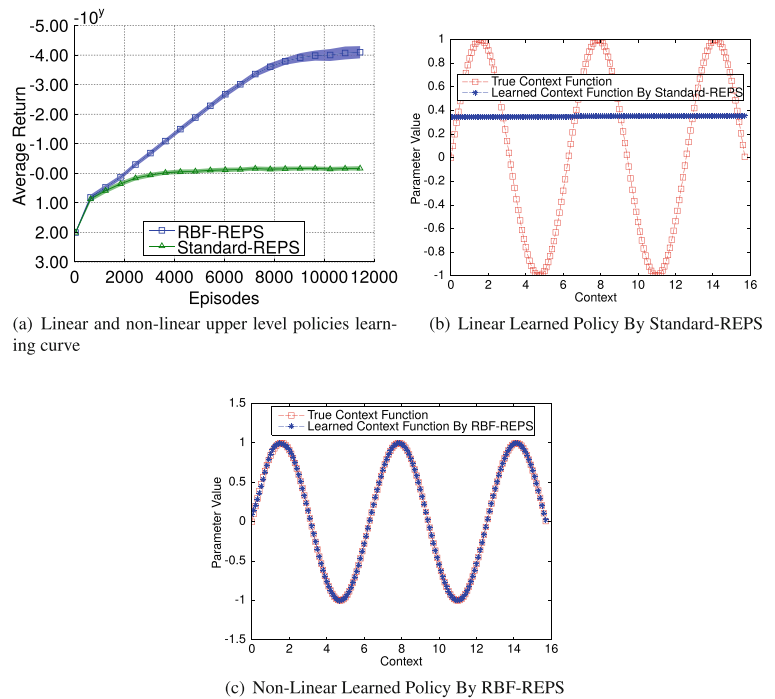 -10^y
-5.00
-4.00
-3.00
-2.00
-1.00
-0.00
1.00
2.00
3.00
Average Return
0 2000 4000 6000 8000 10000 12000
Episodes
RBF-REPS
Standard-REPS
(a) Linear and non-linear upper level policies learn-
ing curve
1
0.8
0.6
0.4
0.2
0
-0.2
-0.4
-0.6
-0.8
-1
Parameter Value
0 2 4 6 8 10 12 14 16
Context
True Context Function
Learned Context Function By Standard-REPS
(b) Linear Learned Policy By Standard-REPS
1.5
1
0.5
0
-0.5
-1
-1.5
Parameter Value
0 2 4 6 8 10 12 14 16
Context
True Context Function
Learned Context Function By RBF-REPS
(c) Non-Linear Learned Policy By RBF-REPS